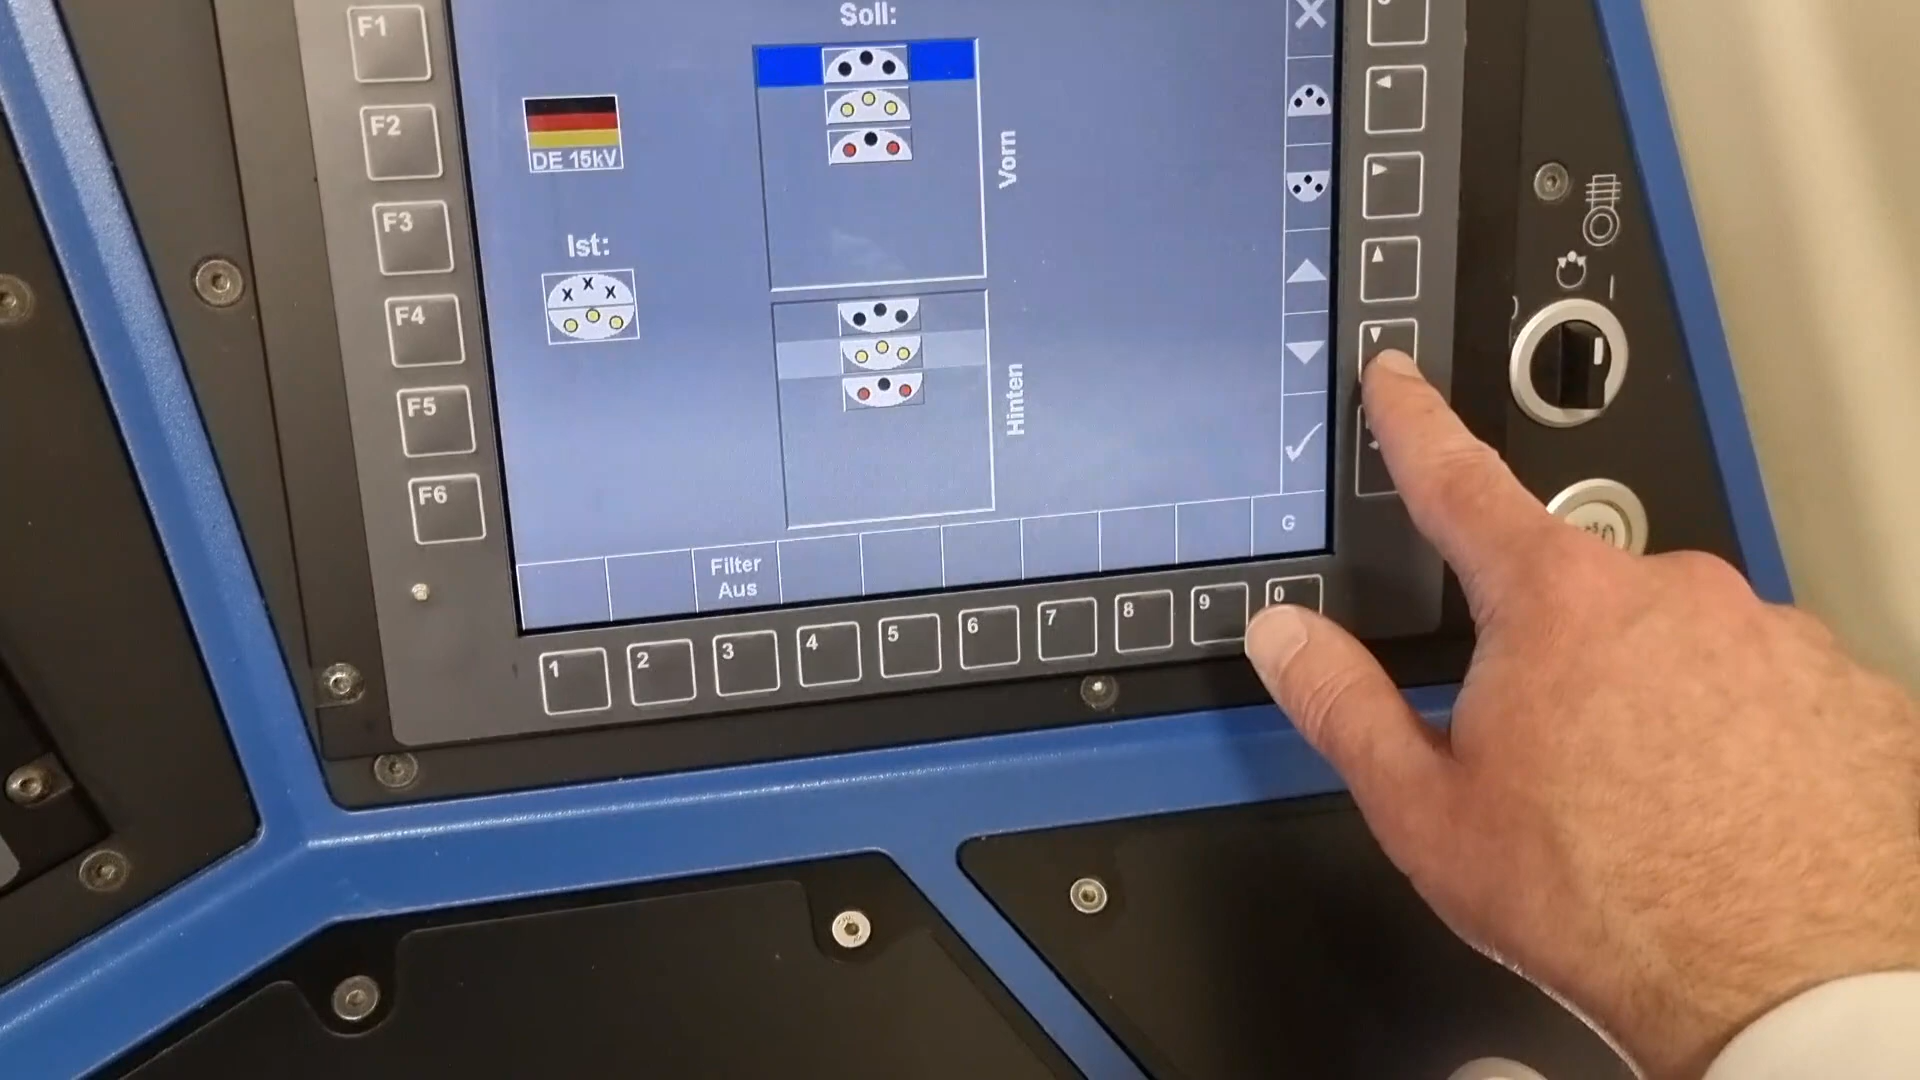 Soll:
F1
F2
DE 15kV
Vorn
F3
Ist:
X X X
F4
Hinten
F5
F6
Filter
Aus
G
1 2 3 4 5 6 7 8 9 0